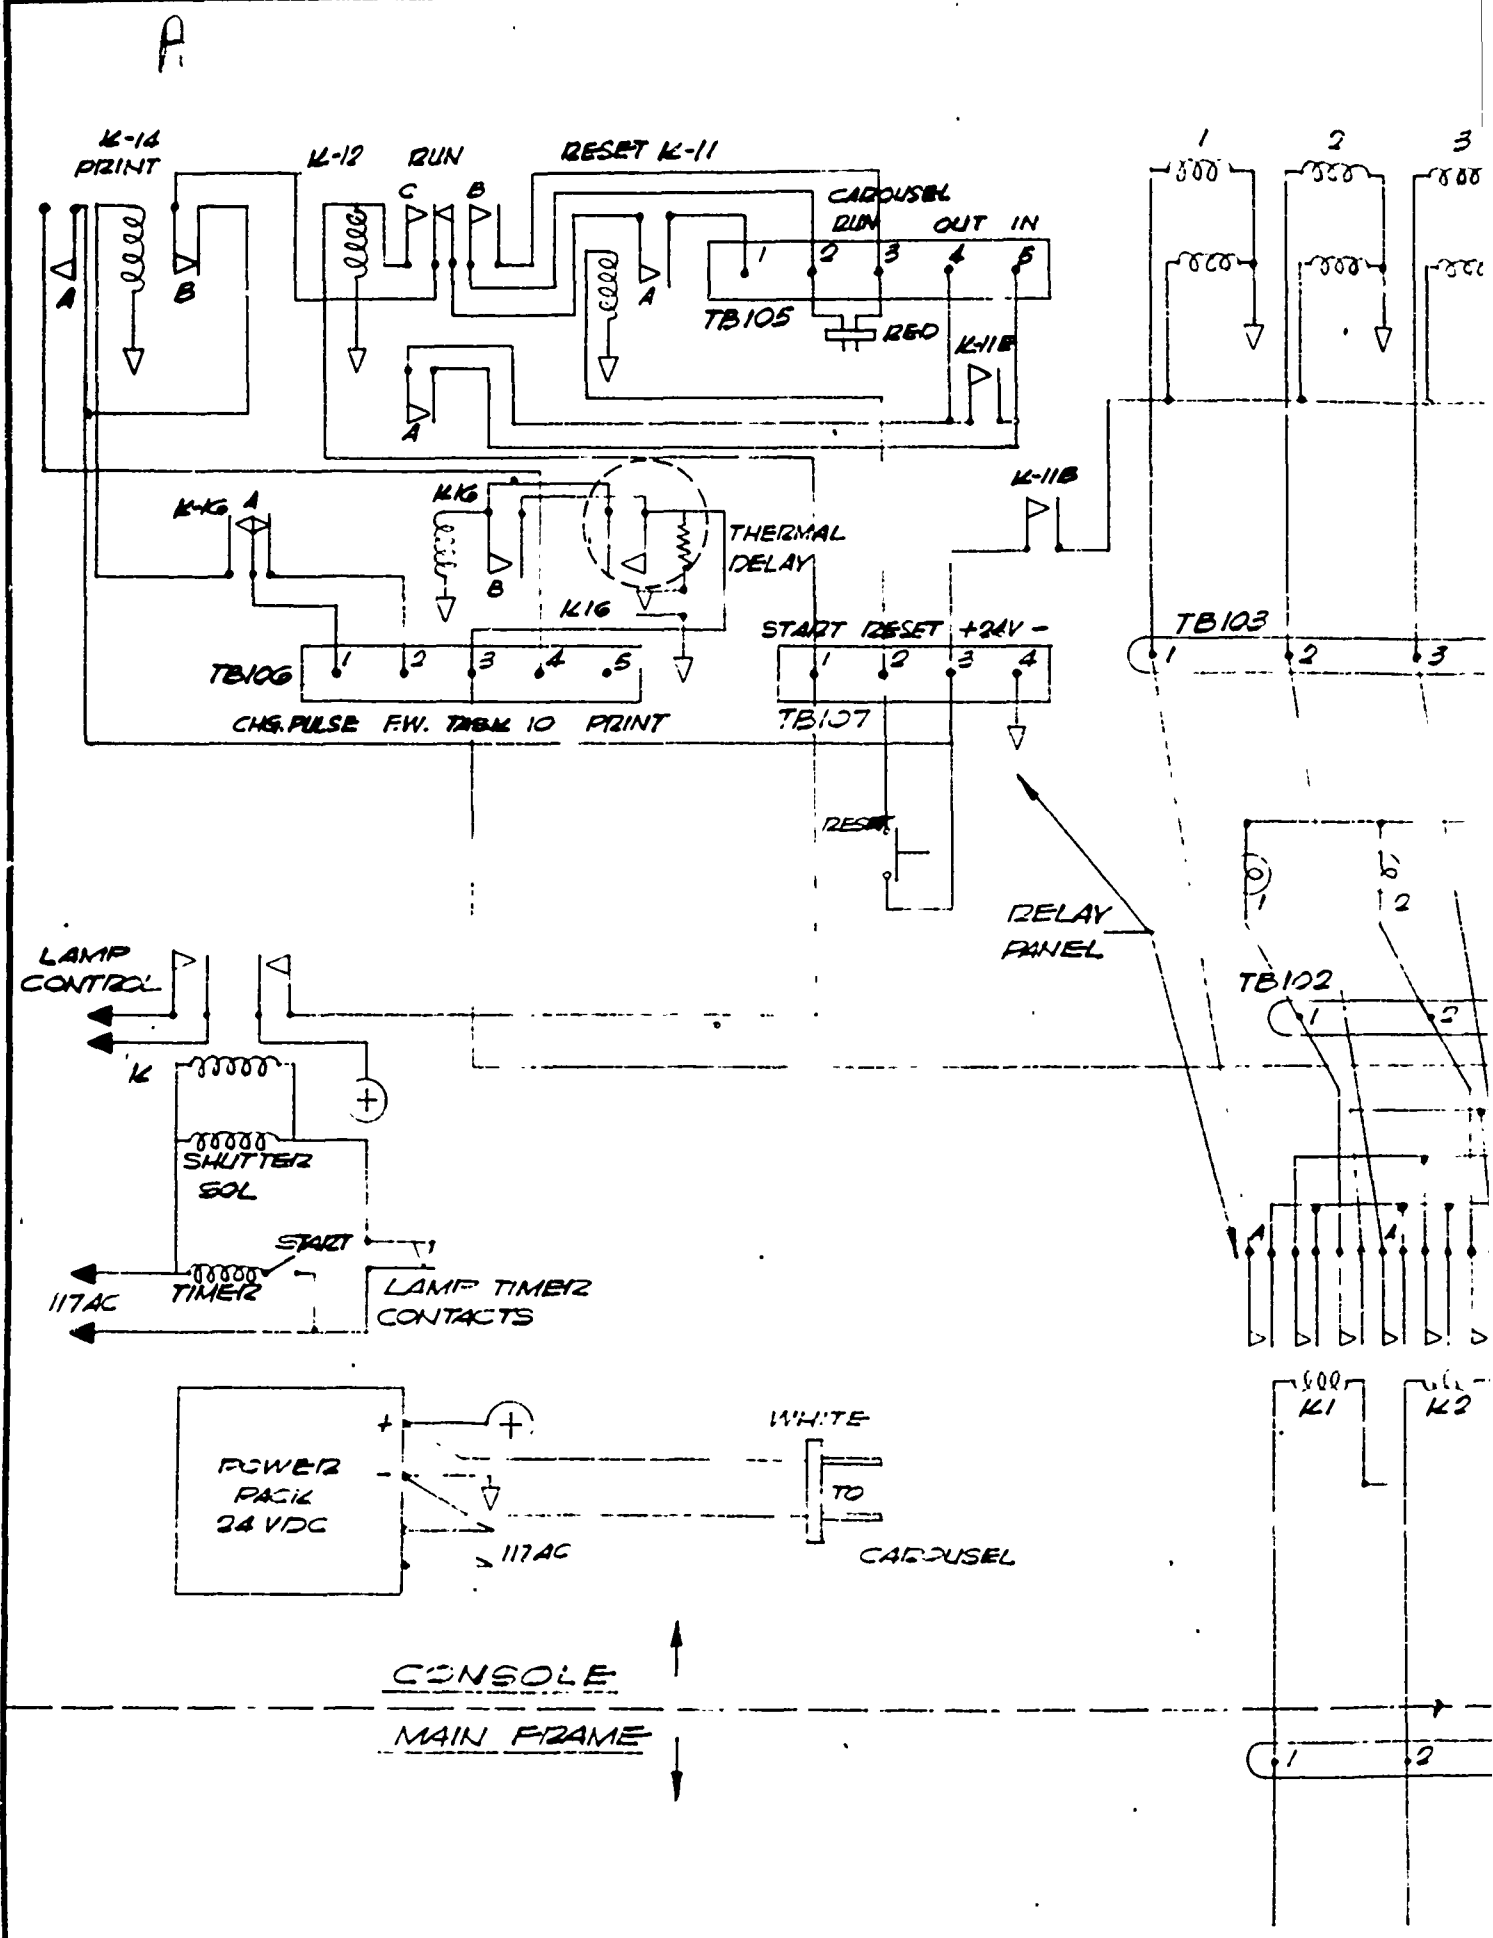 A
K-14
PRINT
K-12 RUN
RESET K-11
1 2 3
C B
CAROUSEL
RUN OUT IN
1 2 3 4 5
A B A
TB105
RED
K-11E
A
K-11B
K-16 A
K16
THERMAL
DELAY
B
K16
START RESET +24V -
TB103
TB106
1 2 3 4 5
1 2 3 4
1 2 3
CHG. PULSE F.W. TASK 10 PRINT
TB107
RESET
1 2
RELAY
PANEL
LAMP
CONTROL
TB102
1 2
K
+
SHUTTER
SOL
START
A A
117AC
TIMER
LAMP TIMER
CONTACTS
K1 K2
+ +
WHITE
POWER
PACK
24 VDC
-
TO
117AC
CAROUSEL
CONSOLE
MAIN FRAME
1 2